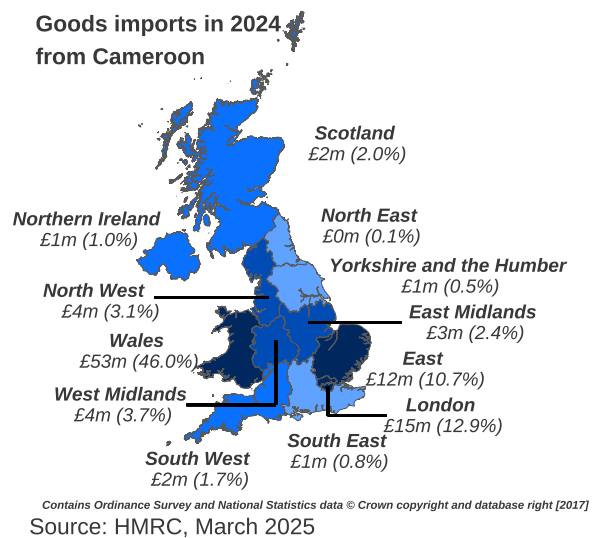 Goods imports in 2024
from Cameroon
Scotland
£2m (2.0%)
Northern Ireland
£1m (1.0%)
North East
£0m (0.1%)
Yorkshire and the Humber
£1m (0.5%)
North West
£4m (3.1%)
East Midlands
£3m (2.4%)
Wales
£53m (46.0%)
East
£12m (10.7%)
West Midlands
£4m (3.7%)
London
£15m (12.9%)
South East
£1m (0.8%)
South West
£2m (1.7%)
Contains Ordinance Survey and National Statistics data © Crown copyright and database right [2017]
Source: HMRC, March 2025